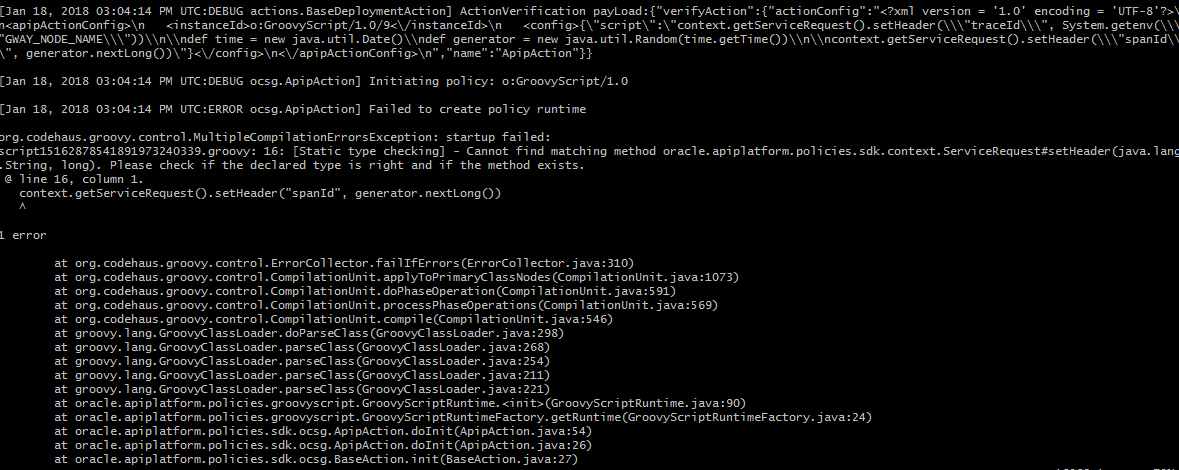 [Jan 18, 2018 03:04:14 PM UTC:DEBUG actions.BaseDeploymentAction] ActionVerification payLoad:{"verifyAction":{"actionConfig":"<?xml version = '1.0' encoding = 'UTF-8'?>\
n<apipActionConfig>\n   <instanceId>o:GroovyScript/1.0/9<\/instanceId>\n   <config>{\"script\":\"context.getServiceRequest().setHeader(\\\"traceId\\\", System.getenv(\\\
"GWAY_NODE_NAME\\\"))\\n\\ndef time = new java.util.Date()\\ndef generator = new java.util.Random(time.getTime())\\n\\ncontext.getServiceRequest().setHeader(\\\"spanId\\
\", generator.nextLong())\"}<\/config>\n<\/apipActionConfig>\n","name":"ApipAction"}}
[Jan 18, 2018 03:04:14 PM UTC:DEBUG ocsg.ApipAction] Initiating policy: o:GroovyScript/1.0
[Jan 18, 2018 03:04:14 PM UTC:ERROR ocsg.ApipAction] Failed to create policy runtime
org.codehaus.groovy.control.MultipleCompilationErrorsException: startup failed:
script15162878541891973240339.groovy: 16: [Static type checking] - Cannot find matching method oracle.apiplatform.policies.sdk.context.ServiceRequest#setHeader(java.lang
.String, long). Please check if the declared type is right and if the method exists.
@ line 16, column 1.
context.getServiceRequest().setHeader("spanId", generator.nextLong())
^
1 error
at org.codehaus.groovy.control.ErrorCollector.failIfErrors(ErrorCollector.java:310)
at org.codehaus.groovy.control.CompilationUnit.applyToPrimaryClassNodes(CompilationUnit.java:1073)
at org.codehaus.groovy.control.CompilationUnit.doPhaseOperation(CompilationUnit.java:591)
at org.codehaus.groovy.control.CompilationUnit.processPhaseOperations(CompilationUnit.java:569)
at org.codehaus.groovy.control.CompilationUnit.compile(CompilationUnit.java:546)
at groovy.lang.GroovyClassLoader.doParseClass(GroovyClassLoader.java:298)
at groovy.lang.GroovyClassLoader.parseClass(GroovyClassLoader.java:268)
at groovy.lang.GroovyClassLoader.parseClass(GroovyClassLoader.java:254)
at groovy.lang.GroovyClassLoader.parseClass(GroovyClassLoader.java:211)
at groovy.lang.GroovyClassLoader.parseClass(GroovyClassLoader.java:221)
at oracle.apiplatform.policies.groovyscript.GroovyScriptRuntime.<init>(GroovyScriptRuntime.java:90)
at oracle.apiplatform.policies.groovyscript.GroovyScriptRuntimeFactory.getRuntime(GroovyScriptRuntimeFactory.java:24)
at oracle.apiplatform.policies.sdk.ocsg.ApipAction.doInit(ApipAction.java:54)
at oracle.apiplatform.policies.sdk.ocsg.ApipAction.doInit(ApipAction.java:26)
at oracle.apiplatform.policies.sdk.ocsg.BaseAction.init(BaseAction.java:27)